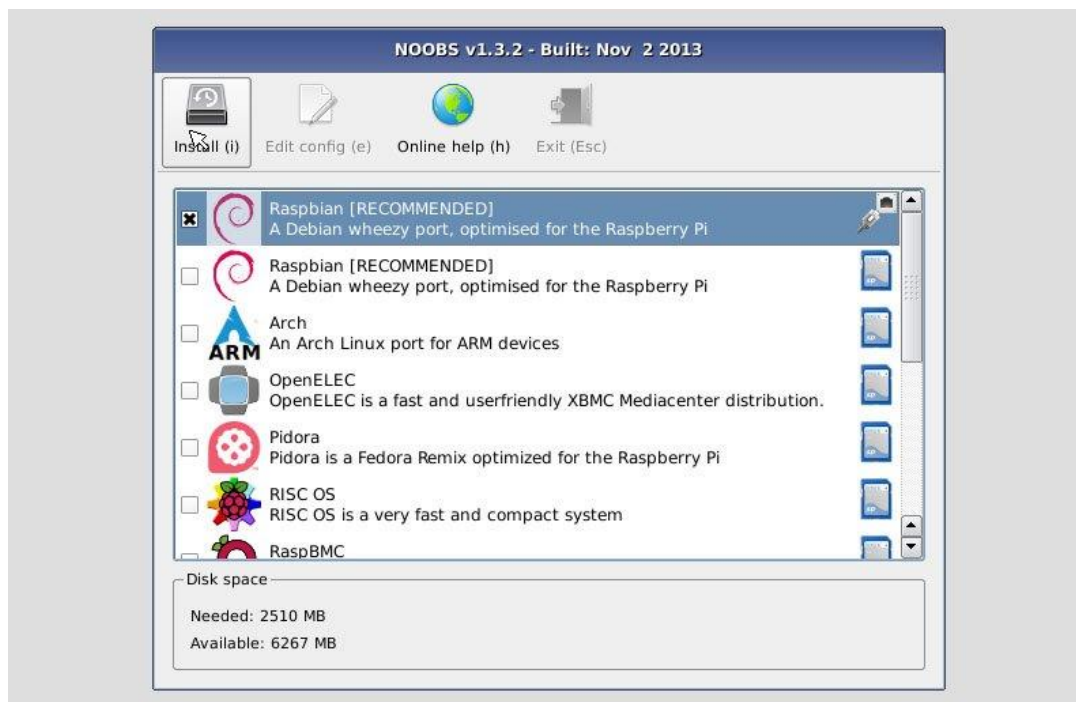 NOOBS v1.3.2 - Built: Nov 2 2013
Install (i) Edit config (e) Online help (h) Exit (Esc)
Raspbian [RECOMMENDED]
A Debian wheezy port, optimised for the Raspberry Pi
Raspbian [RECOMMENDED]
A Debian wheezy port, optimised for the Raspberry Pi
Arch
ARM An Arch Linux port for ARM devices
OpenELEC
OpenELEC is a fast and userfriendly XBMC Mediacenter distribution.
Pidora
Pidora is a Fedora Remix optimized for the Raspberry Pi
RISC OS
RISC OS is a very fast and compact system
RaspBMC
Disk space
Needed: 2510 MB
Available: 6267 MB